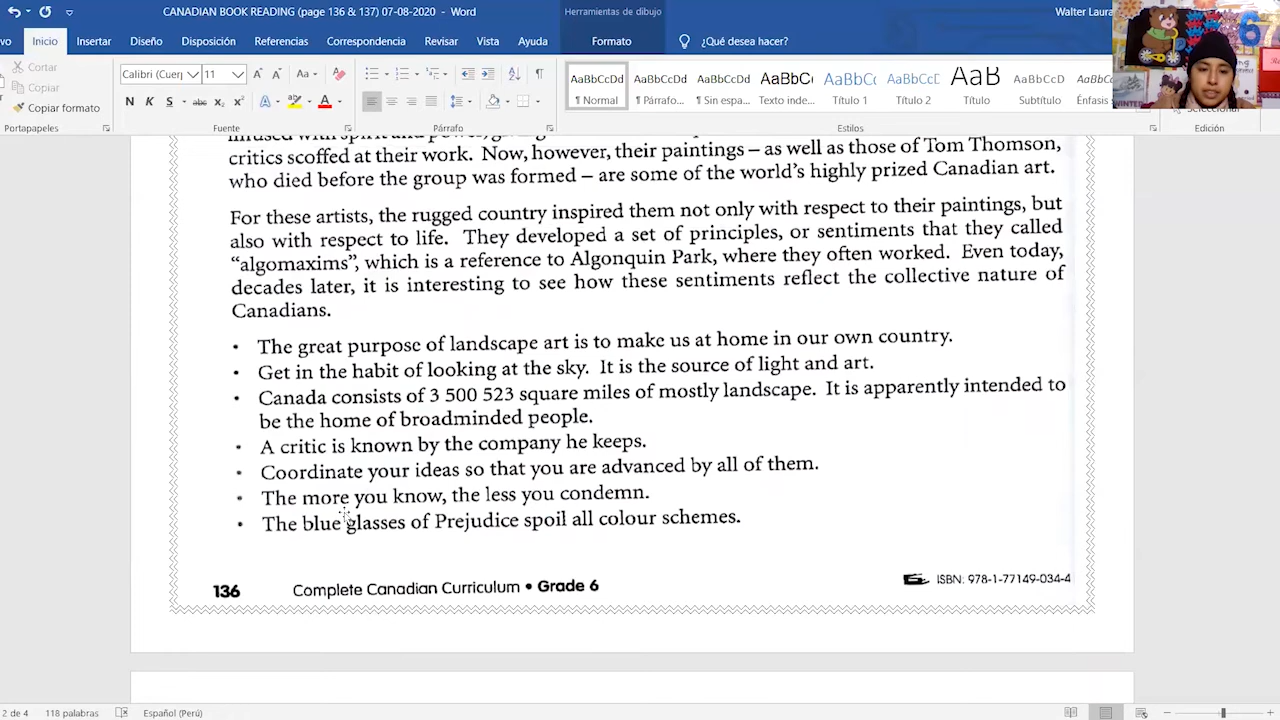 CANADIAN BOOK READING (page 136 & 137) 07-08-2020 - Word
Herramientas de dibujo
Walter Laura
Inicio
Insertar
Diseño
Disposición
Referencias
Correspondencia
Revisar
Vista
Ayuda
Formato
¿Qué desea hacer?
Cortar
Copiar
Copiar formato
Portapapeles
Calibri (Cuerp
11
Fuente
Párrafo
AaBbCcDd
¶ Normal
AaBbCcDd
¶ Párrafo...
AaBbCcDd
¶ Sin espa...
AaBbC(
Texto inde...
AaBbC(
Título 1
AaBbCcD
Título 2
AaB
Título
AaBbCcD
Subtítulo
AaBbCcDd
Énfasis
Estilos
Edición
critics scoffed at their work. Now, however, their paintings – as well as those of Tom Thomson,
who died before the group was formed – are some of the world's highly prized Canadian art.
For these artists, the rugged country inspired them not only with respect to their paintings, but
also with respect to life. They developed a set of principles, or sentiments that they called
“algomaxims”, which is a reference to Algonquin Park, where they often worked. Even today,
decades later, it is interesting to see how these sentiments reflect the collective nature of
Canadians.
• The great purpose of landscape art is to make us at home in our own country.
• Get in the habit of looking at the sky. It is the source of light and art.
• Canada consists of 3 500 523 square miles of mostly landscape. It is apparently intended to
be the home of broadminded people.
• A critic is known by the company he keeps.
• Coordinate your ideas so that you are advanced by all of them.
• The more you know, the less you condemn.
• The blue glasses of Prejudice spoil all colour schemes.
136
Complete Canadian Curriculum • Grade 6
ISBN: 978-1-77149-034-4
2 de 4
118 palabras
Español (Perú)